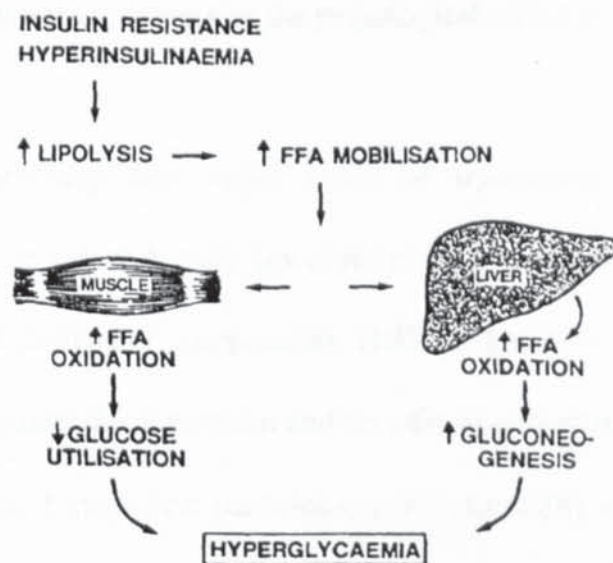 INSULIN RESISTANCE
HYPERINSULINAEMIA
↑ LIPOLYSIS → ↑ FFA MOBILISATION
MUSCLE
LIVER
↑ FFA
OXIDATION
↑ FFA
OXIDATION
↓ GLUCOSE
UTILISATION
↑ GLUCONEO-
GENESIS
HYPERGLYCAEMIA